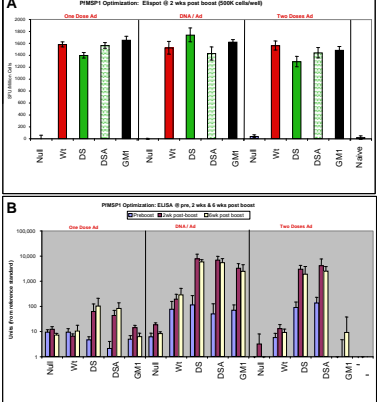 A
PfMSP1 Optimization: Elispot @ 2 wks post boost (500K cells/well)
One Dose Ad DNA / Ad Two Doses Ad
SFU /Million Cells
2000
1800
1600
1400
1200
1000
800
600
400
200
0
Null Wt DS DSA GM1 Null Wt DS DSA GM1 Null Wt DS DSA GM1 Naive
B
PfMSP1 Optimization: ELISA @ pre, 2 wks & 6 wks post boost
Preboost 2wk post-boost 6wk post boost
One Dose Ad DNA / Ad Two Doses Ad
Units (from reference standard)
100,000
10,000
1,000
100
10
1
Null Wt DS DSA GM1 Null Wt DS DSA GM1 Null Wt DS DSA GM1 - -